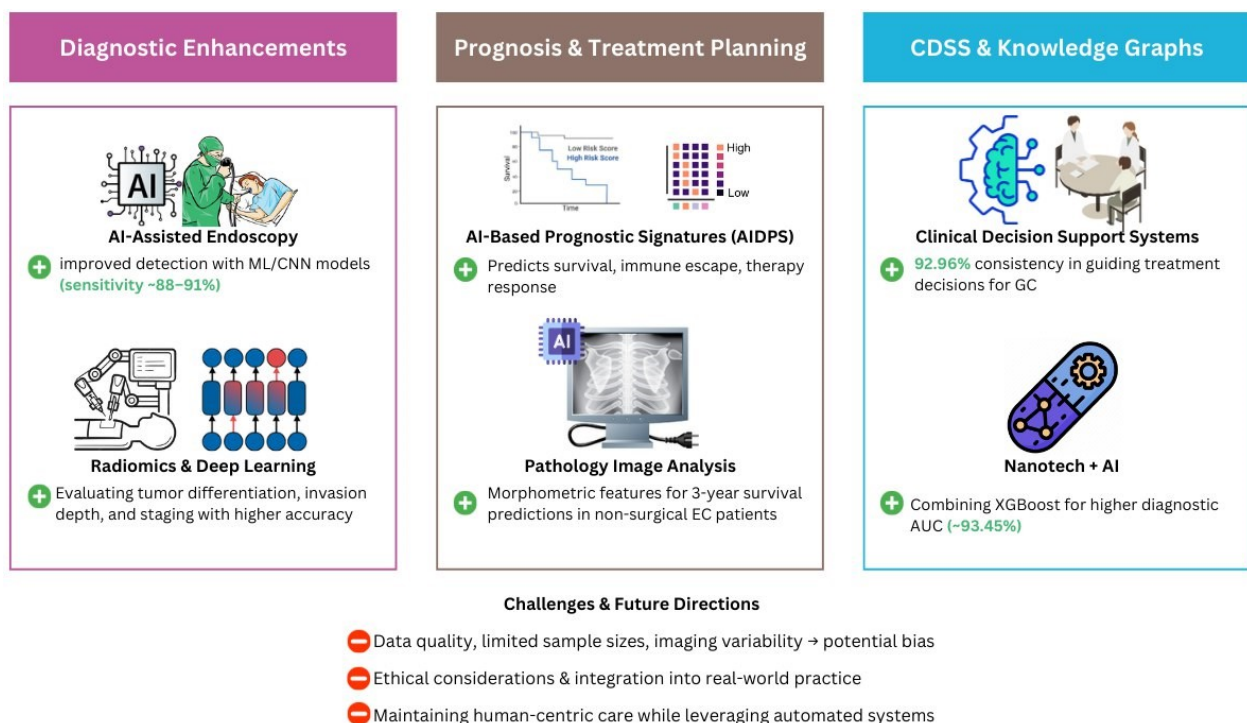 Diagnostic Enhancements
AI
AI-Assisted Endoscopy
improved detection with ML/CNN models
(sensitivity ~88–91%)
Radiomics & Deep Learning
Evaluating tumor differentiation, invasion
depth, and staging with higher accuracy
Prognosis & Treatment Planning
100
80
60
40
20
0
Survival
Low Risk Score
High Risk Score
Time
High
Low
AI-Based Prognostic Signatures (AIDPS)
Predicts survival, immune escape, therapy
response
AI
Pathology Image Analysis
Morphometric features for 3-year survival
predictions in non-surgical EC patients
CDSS & Knowledge Graphs
Clinical Decision Support Systems
92.96% consistency in guiding treatment
decisions for GC
Nanotech + AI
Combining XGBoost for higher diagnostic
AUC (~93.45%)
Challenges & Future Directions
Data quality, limited sample sizes, imaging variability → potential bias
Ethical considerations & integration into real-world practice
Maintaining human-centric care while leveraging automated systems